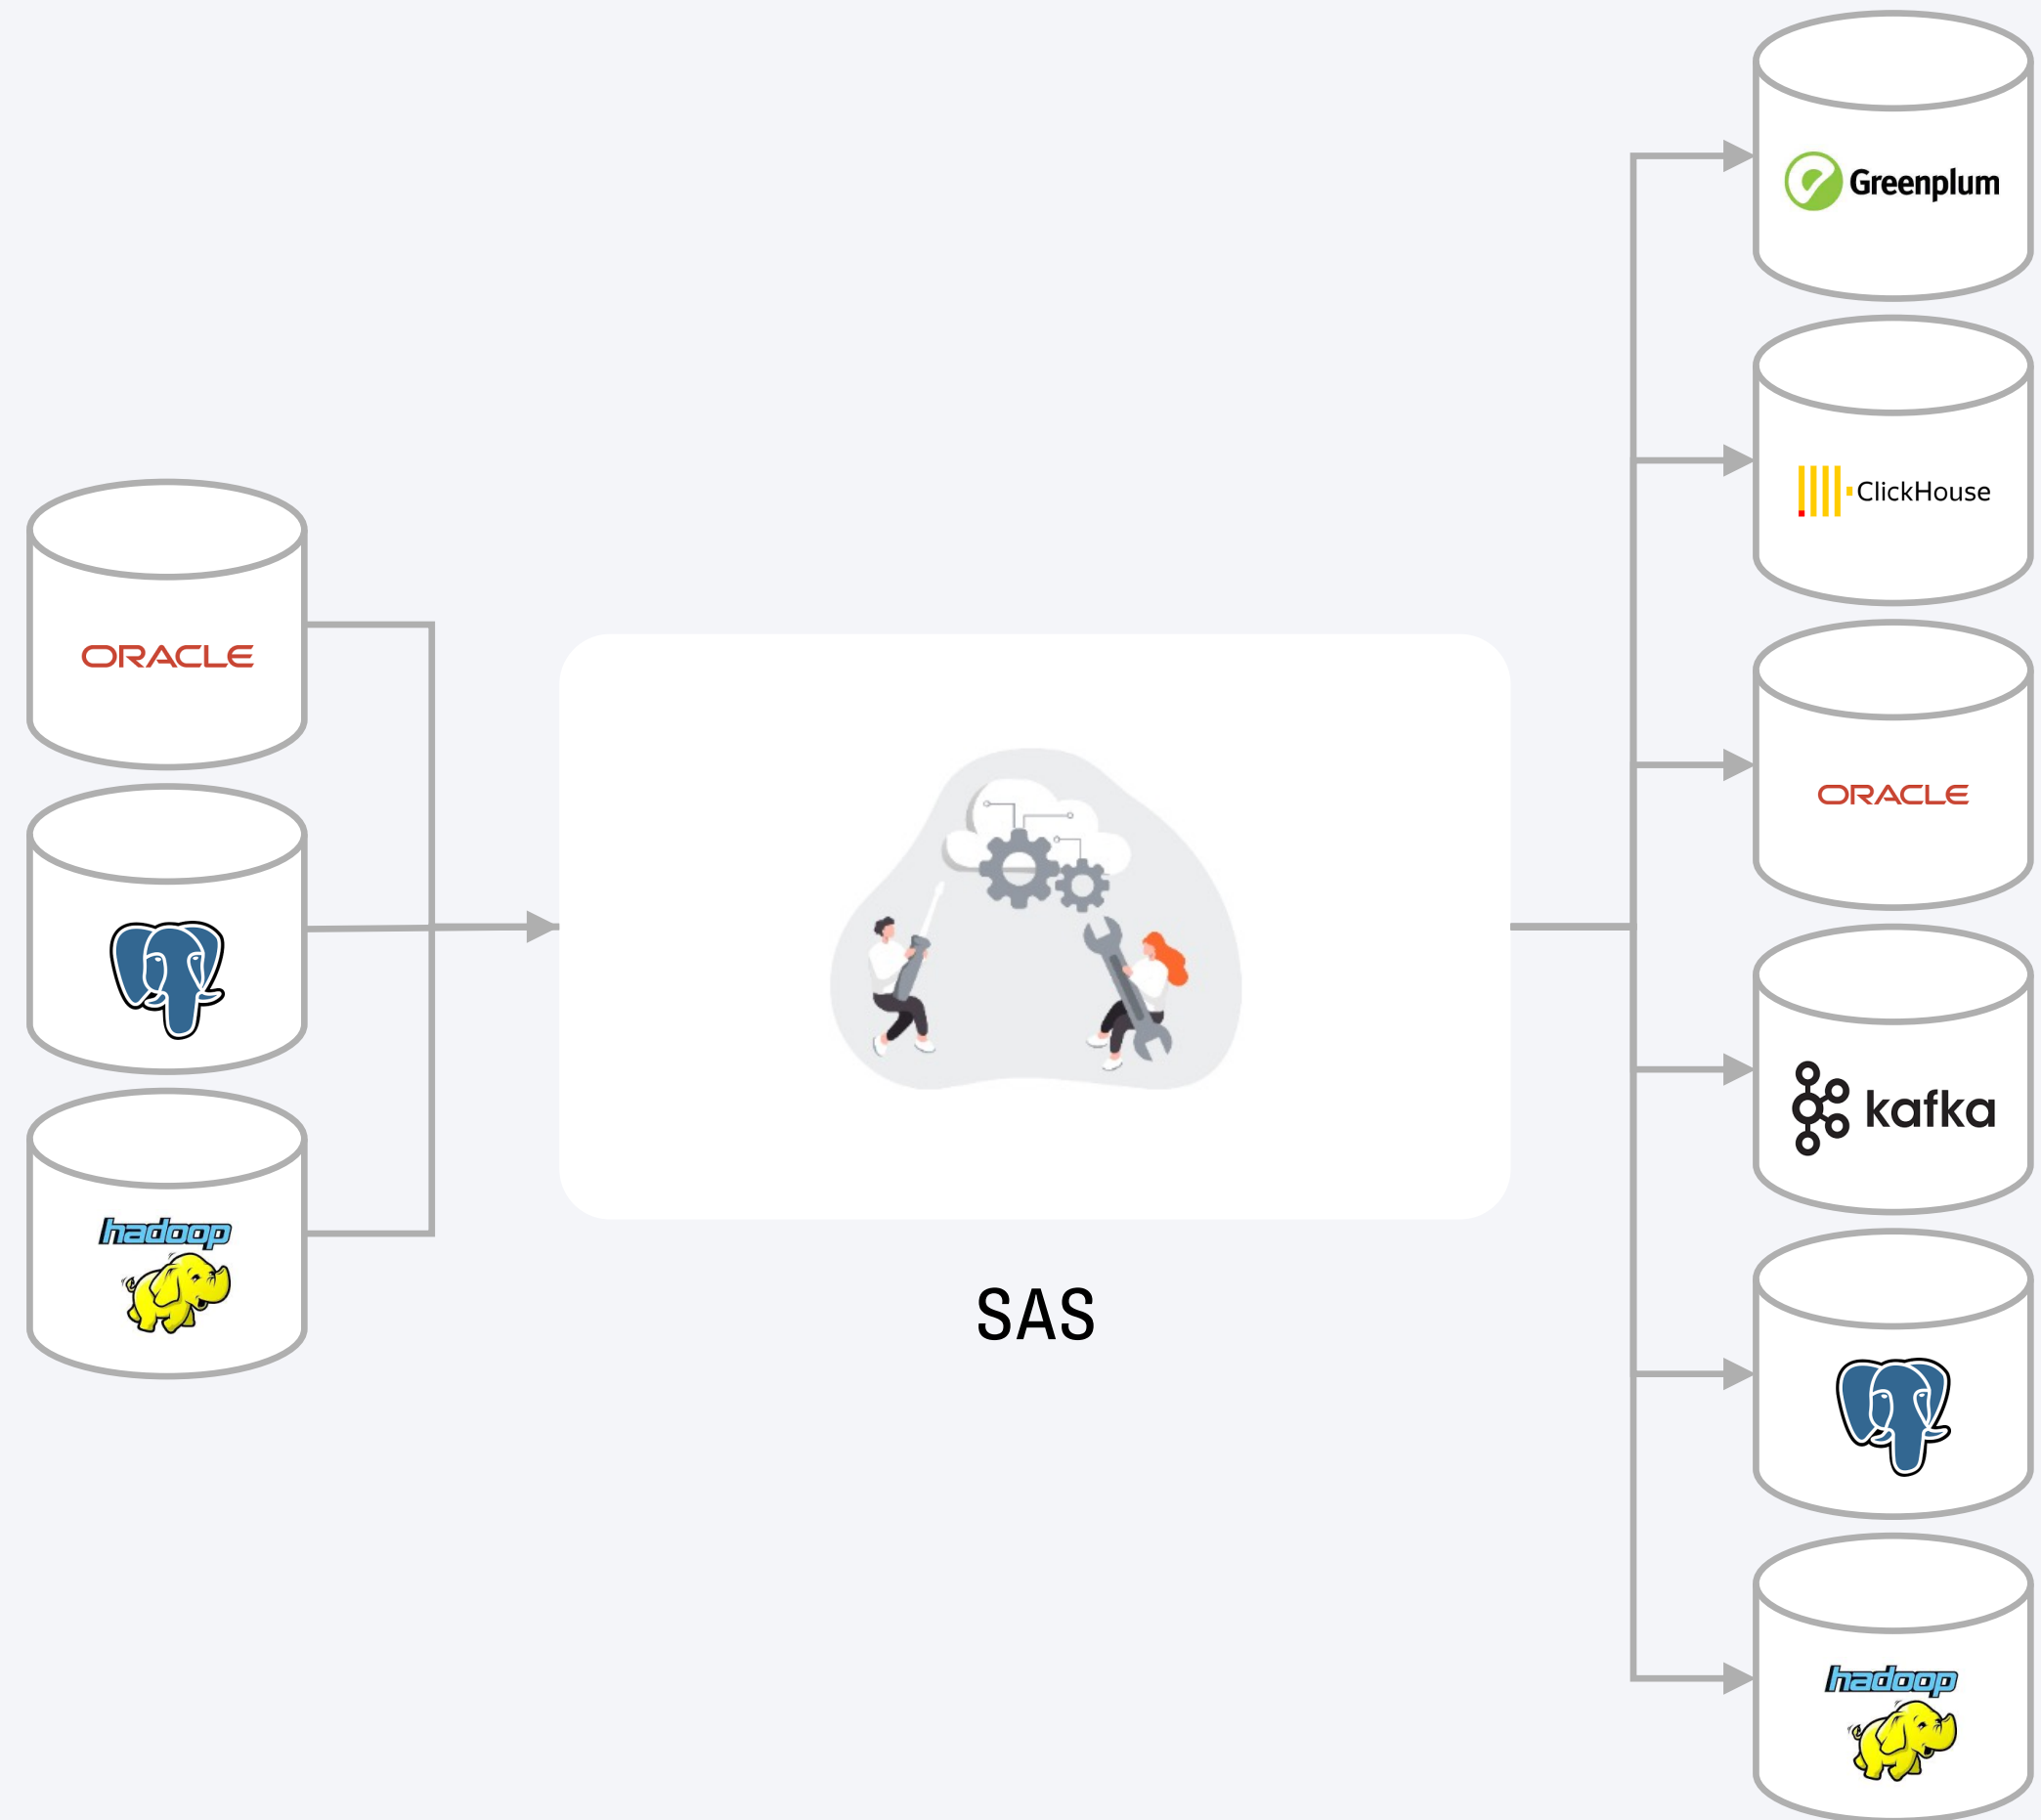 ORACLE
hadoop
SAS
Greenplum
ClickHouse
ORACLE
kafka
hadoop